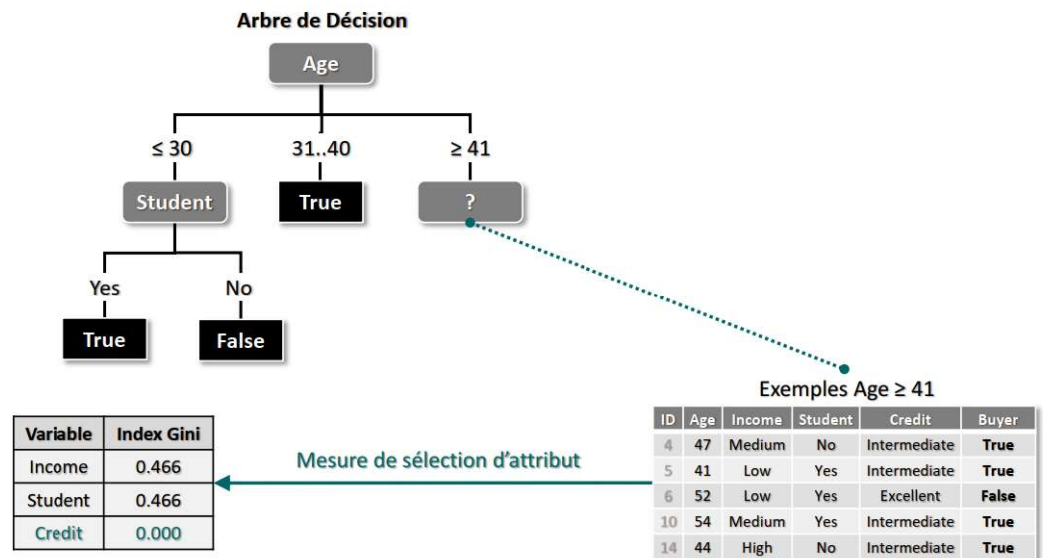 Arbre de Décision
Age
≤ 30 31..40 ≥ 41
Student True ?
Yes No
True False
Exemples Age ≥ 41
ID Age Income Student Credit Buyer
4 47 Medium No Intermediate True
5 41 Low Yes Intermediate True
6 52 Low Yes Excellent False
10 54 Medium Yes Intermediate True
14 44 High No Intermediate True
Mesure de sélection d'attribut
Variable Index Gini
Income 0.466
Student 0.466
Credit 0.000